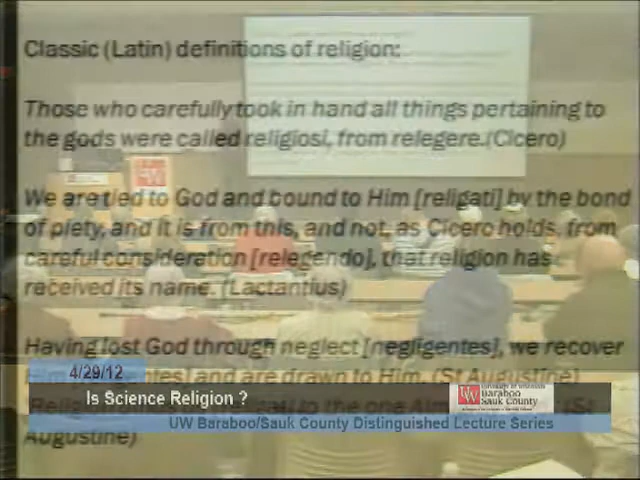 Classic (Latin) definitions of religion:
Those who carefully took in hand all things pertaining to
the gods were called religiosi, from relegere.(Cicero)
We are tied to God and bound to Him [religati] by the bond
of piety, and it is from this, and not, as Cicero holds, from
careful consideration [relegendo], that religion has
received its name. (Lactantius)
Having lost God through neglect [negligentes], we recover
and are drawn to Him. (St Augustine)
to the one
Augustine)
4/29/12
Is Science Religion ?
UW
Baraboo
Sauk County
UW Baraboo/Sauk County Distinguished Lecture Series